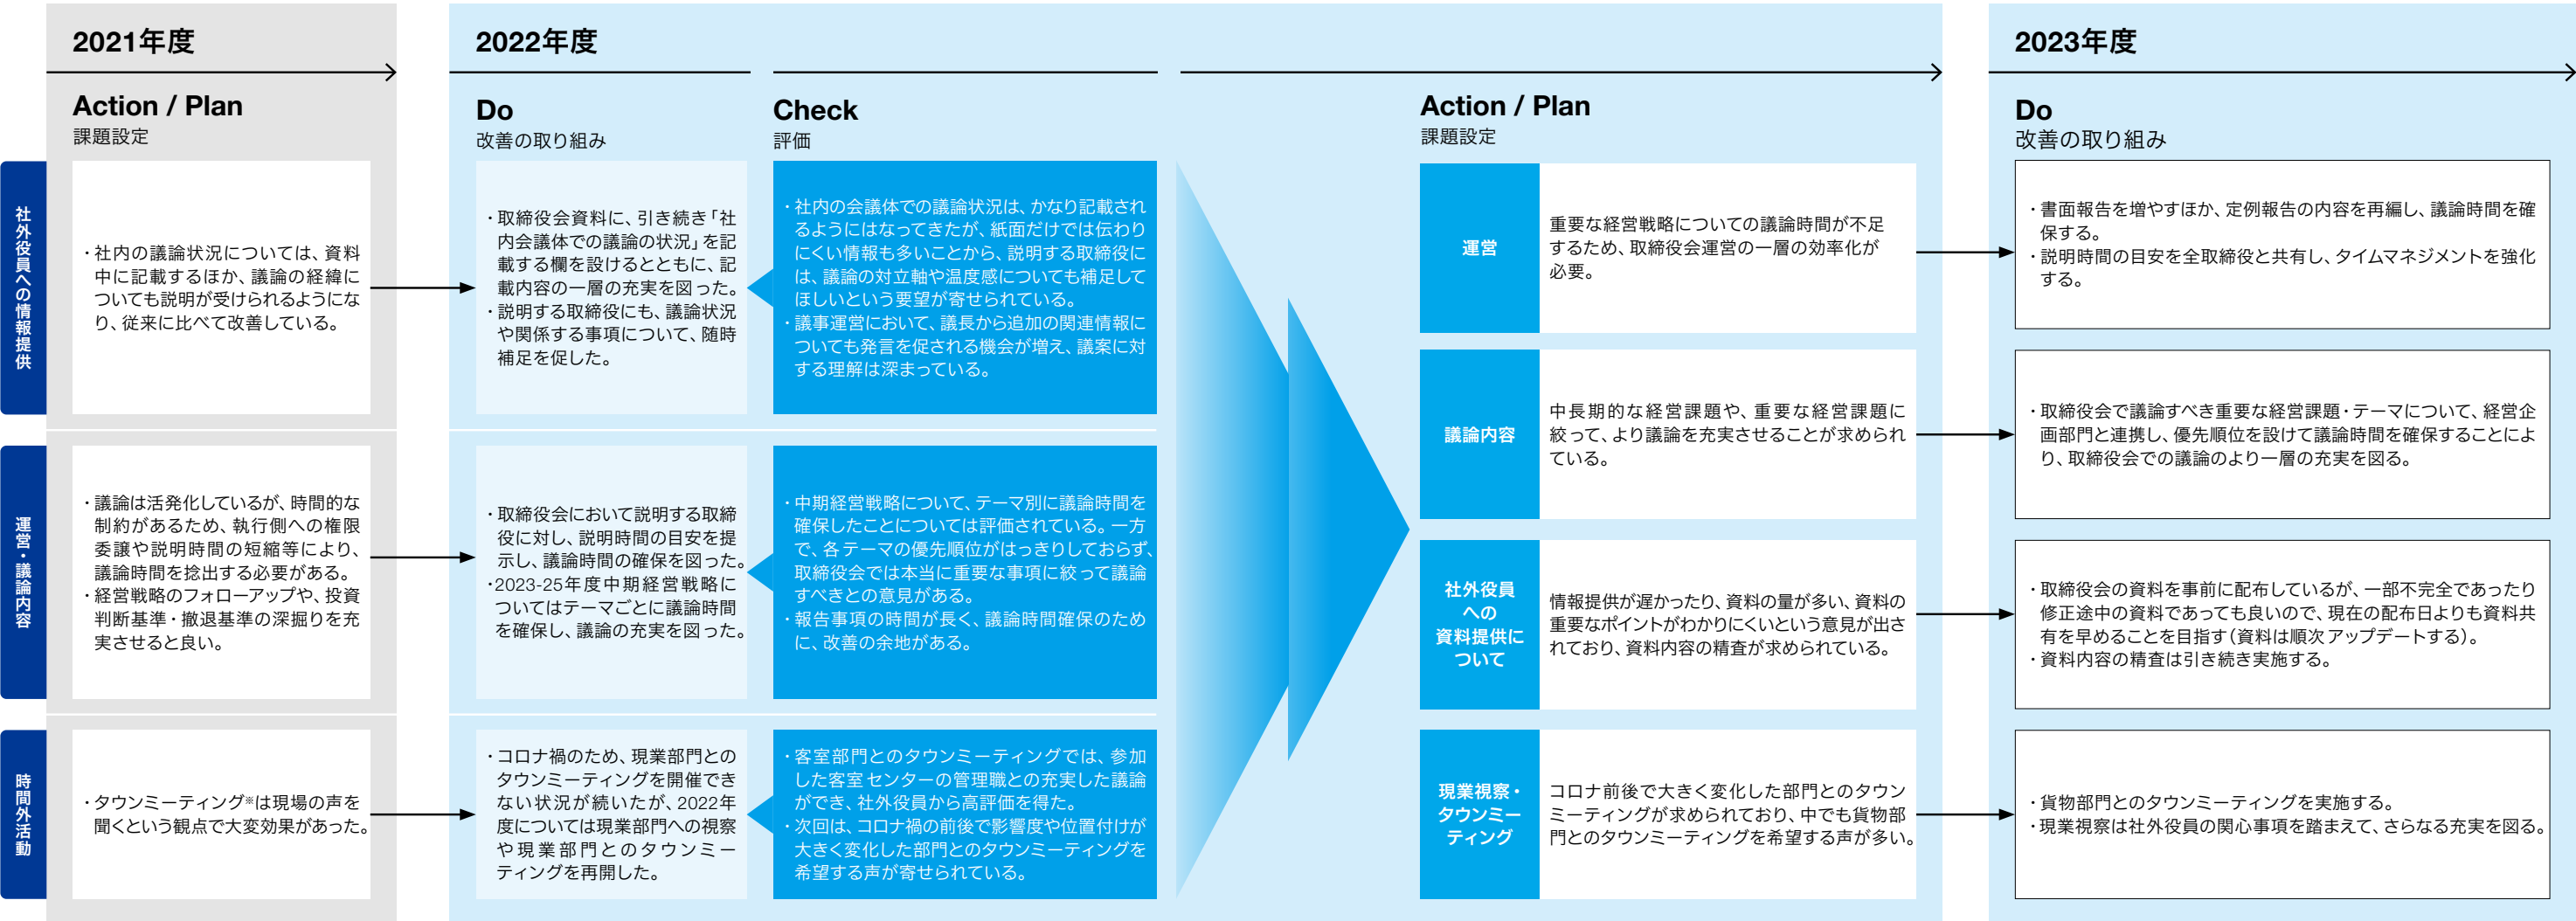 2021年度
Action / Plan
課題設定
社外役員への情報提供
・社内の議論状況については、資料
中に記載するほか、議論の経緯に
ついても説明が受けられるようにな
り、従来に比べて改善している。
運営・議論内容
・議論は活発化しているが、時間的な
制約があるため、執行側への権限
委譲や説明時間の短縮等により、
議論時間を捻出する必要がある。
・経営戦略のフォローアップや、投資
判断基準・撤退基準の深掘りを充
実させると良い。
時間外活動
・タウンミーティング※は現場の声を
聞くという観点で大変効果があった。
2022年度
Do
改善の取り組み
・取締役会資料に、引き続き「社
内会議体での議論の状況」を記
載する欄を設けるとともに、記
載内容の一層の充実を図った。
・説明する取締役にも、議論状況
や関係する事項について、随時
補足を促した。
・取締役会において説明する取締
役に対し、説明時間の目安を提
示し、議論時間の確保を図った。
・2023-25年度中期経営戦略に
ついてはテーマごとに議論時間
を確保し、議論の充実を図った。
・コロナ禍のため、現業部門との
タウンミーティングを開催でき
ない状況が続いたが、2022年
度については現業部門への視察
や現業部門とのタウンミー
ティングを再開した。
Check
評価
・社内の会議体での議論状況は、かなり記載され
るようにはなってきたが、紙面だけでは伝わり
にくい情報も多いことから、説明する取締役に
は、議論の対立軸や温度感についても補足して
ほしいという要望が寄せられている。
・議事運営において、議長から追加の関連情報に
ついても発言を促される機会が増え、議案に対
する理解は深まっている。
・中期経営戦略について、テーマ別に議論時間を
確保したことについては評価されている。一方
で、各テーマの優先順位がはっきりしておらず、
取締役会では本当に重要な事項に絞って議論
すべきとの意見がある。
・報告事項の時間が長く、議論時間確保のため
に、改善の余地がある。
・客室部門とのタウンミーティングでは、参加
した客室センターの管理職との充実した議論
ができ、社外役員から高評価を得た。
・次回は、コロナ禍の前後で影響度や位置付けが
大きく変化した部門とのタウンミーティングを
希望する声が寄せられている。
Action / Plan
課題設定
運営
重要な経営戦略についての議論時間が不足
するため、取締役会運営の一層の効率化が
必要。
議論内容
中長期的な経営課題や、重要な経営課題に
絞って、より議論を充実させることが求められ
ている。
社外役員
への
資料提供に
ついて
情報提供が遅かったり、資料の量が多い、資料の
重要なポイントがわかりにくいという意見が出さ
れており、資料内容の精査が求められている。
現業視察・
タウンミー
ティング
コロナ前後で大きく変化した部門とのタウン
ミーティングが求められており、中でも貨物部
門とのタウンミーティングを希望する声が多い。
2023年度
Do
改善の取り組み
・書面報告を増やすほか、定例報告の内容を再編し、議論時間を確
保する。
・説明時間の目安を全取締役と共有し、タイムマネジメントを強化
する。
・取締役会で議論すべき重要な経営課題・テーマについて、経営企
画部門と連携し、優先順位を設けて議論時間を確保することによ
り、取締役会での議論のより一層の充実を図る。
・取締役会の資料を事前に配布しているが、一部不完全であったり
修正途中の資料であっても良いので、現在の配布日よりも資料共
有を早めることを目指す（資料は順次アップデートする）。
・資料内容の精査は引き続き実施する。
・貨物部門とのタウンミーティングを実施する。
・現業視察は社外役員の関心事項を踏まえて、さらなる充実を図る。